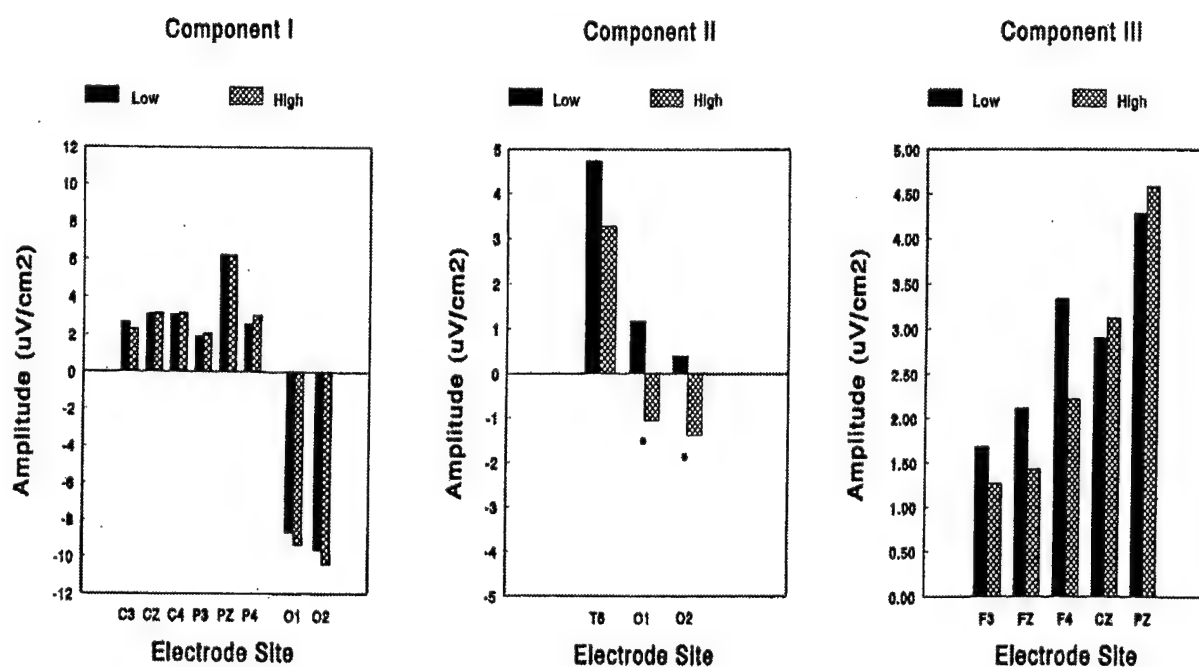 Component I
Low High
12
10
8
6
4
2
0
-2
-4
-6
-8
-10
-12
Amplitude (uV/cm2)
C3 CZ C4 P3 PZ P4 O1 O2
Electrode Site
Component II
Low High
5
4
3
2
1
0
-1
-2
-3
-4
-5
Amplitude (uV/cm2)
* *
T6 O1 O2
Electrode Site
Component III
Low High
5.00
4.50
4.00
3.50
3.00
2.50
2.00
1.50
1.00
0.50
0.00
Amplitude (uV/cm2)
F3 FZ F4 CZ PZ
Electrode Site